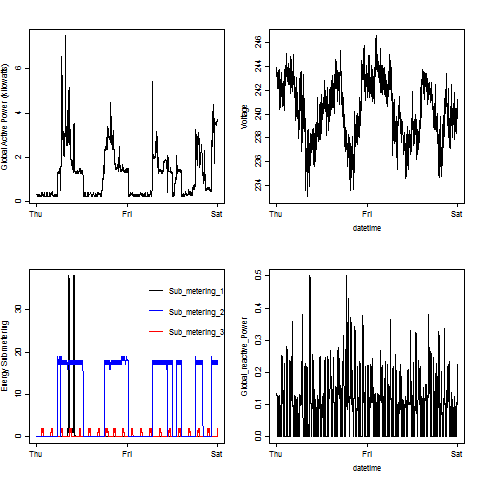 Global Active Power (kilowatts)
0 2 4 6
Thu Fri Sat
Voltage
234 236 238 240 242 244 246
Thu Fri Sat
datetime
Energy Submetering
0 10 20 30
Sub_metering_1
Sub_metering_2
Sub_metering_3
Thu Fri Sat
Global_reactive_Power
0.0 0.1 0.2 0.3 0.4 0.5
Thu Fri Sat
datetime